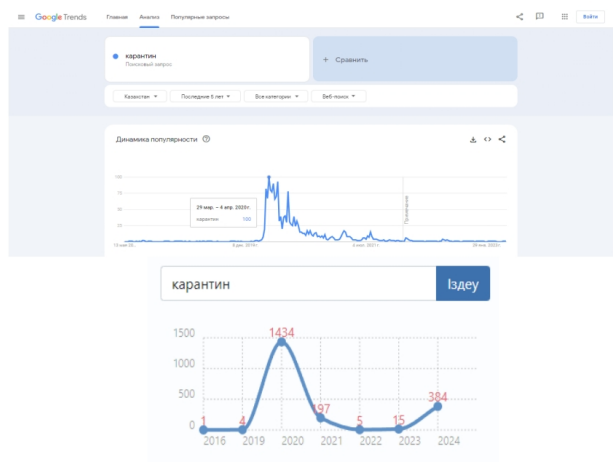 Google Trends Главная Анализ Популярные запросы Войти
карантин
Поисковый запрос
+ Сравнить
Казахстан Последние 5 лет Все категории Веб-поиск
Динамика популярности
100
75
50
25
29 мар. – 4 апр. 2020 г.
карантин 100
Примечание
карантин Іздеу
1500
1000
500
0
1 4 1434 197 5 15 384
2016 2019 2020 2021 2022 2023 2024